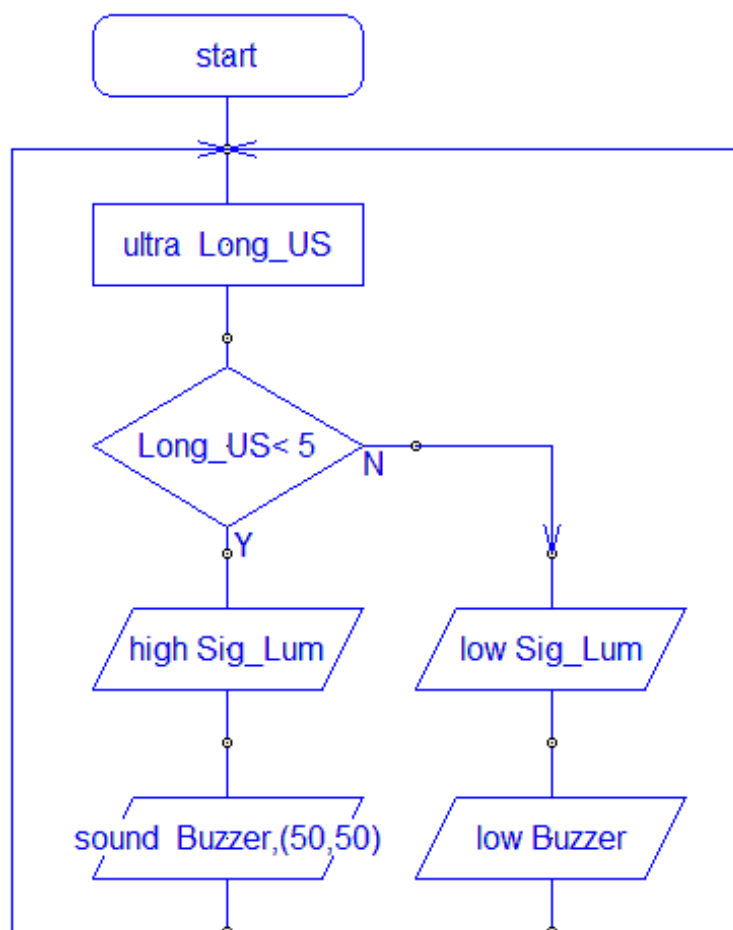 start
ultra Long_US
Long_US< 5
N
Y
high Sig_Lum
low Sig_Lum
sound Buzzer,(50,50)
low Buzzer